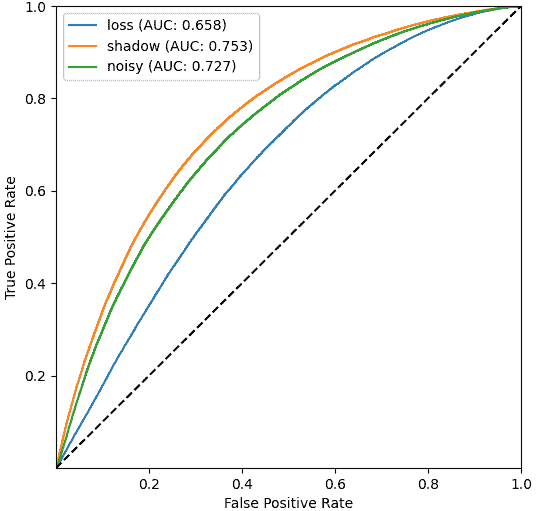 loss (AUC: 0.658)
shadow (AUC: 0.753)
noisy (AUC: 0.727)
1.0
0.8
0.6
0.4
0.2
True Positive Rate
0.2
0.4
0.6
0.8
1.0
False Positive Rate